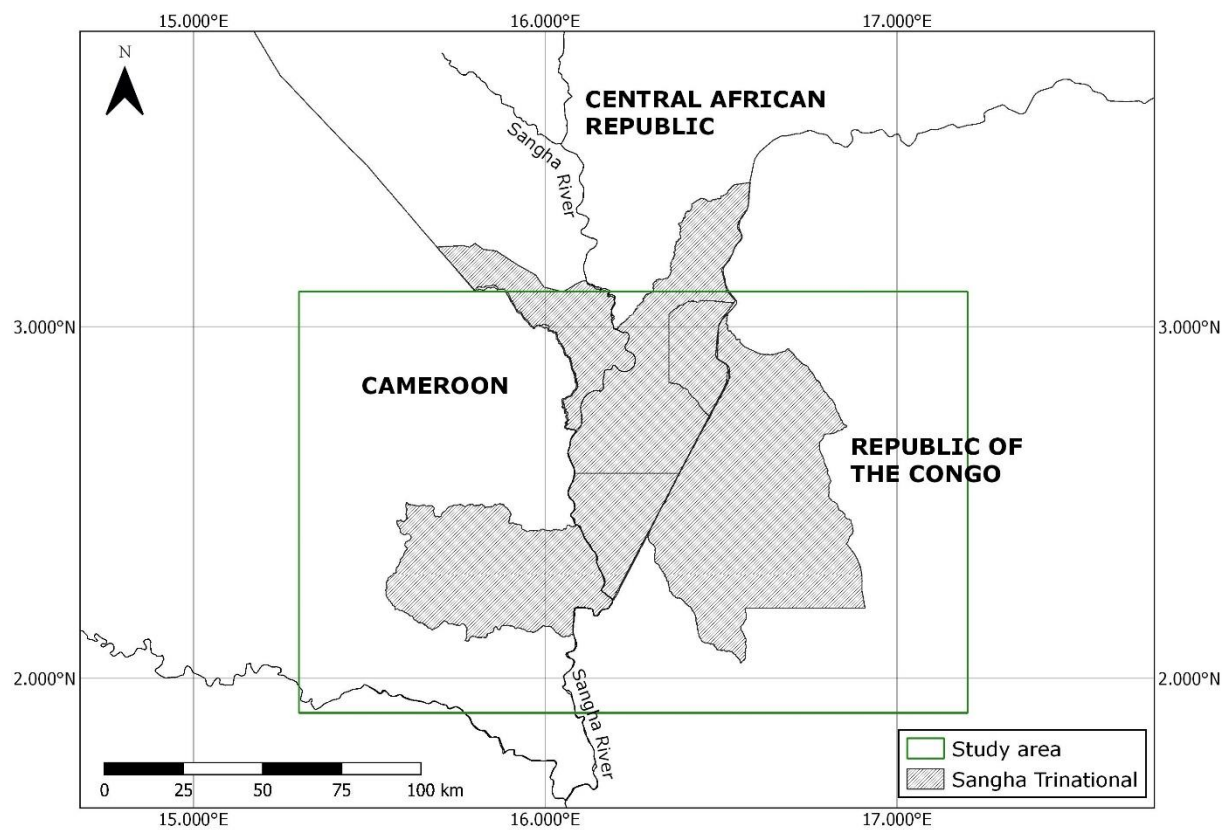 15.000°E 16.000°E 17.000°E
N
CENTRAL AFRICAN
REPUBLIC
Sangha River
3.000°N 3.000°N
CAMEROON
REPUBLIC OF
THE CONGO
2.000°N 2.000°N
Sangha River
Study area
Sangha Trinational
0 25 50 75 100 km
15.000°E 16.000°E 17.000°E